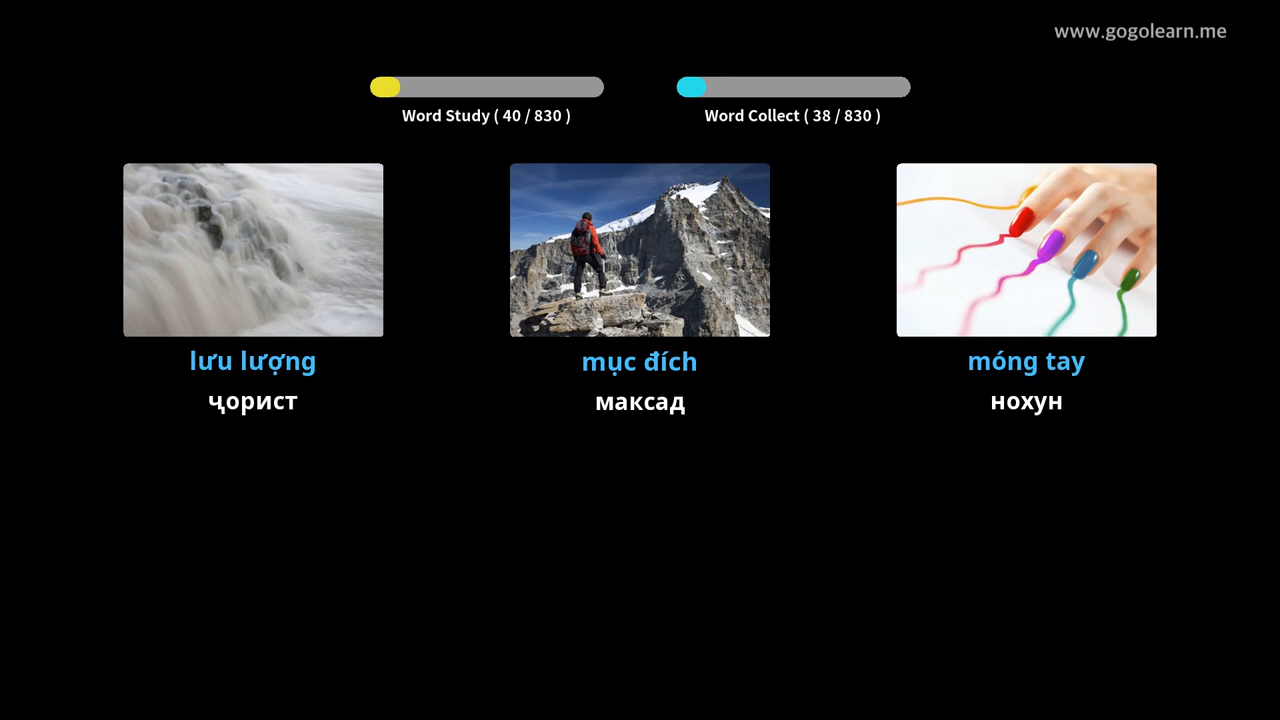 www.gogolearn.me
Word Study ( 40 / 830 )
Word Collect ( 38 / 830 )
lưu lượng
mục đích
móng tay
ҷорист
максад
нохун